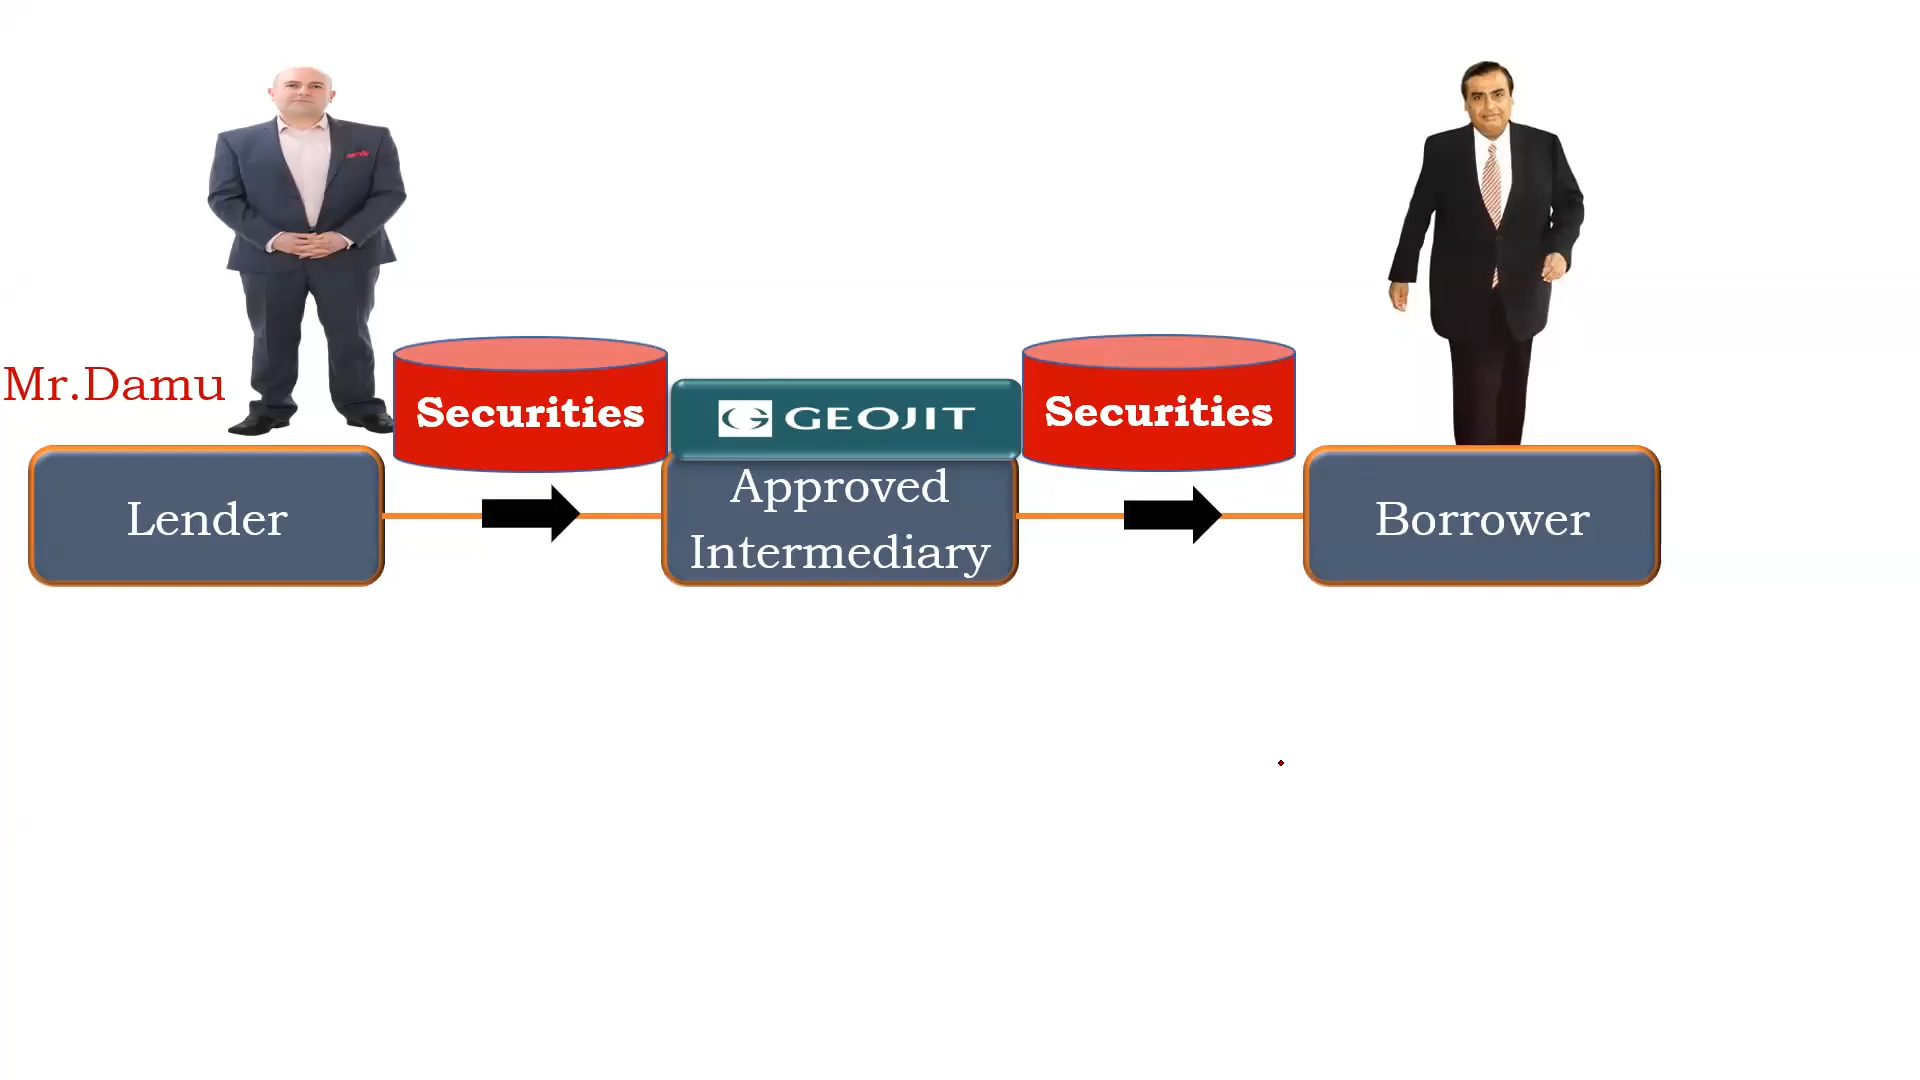 Mr.Damu
Securities
GEOJIT
Securities
Lender
Approved
Intermediary
Borrower